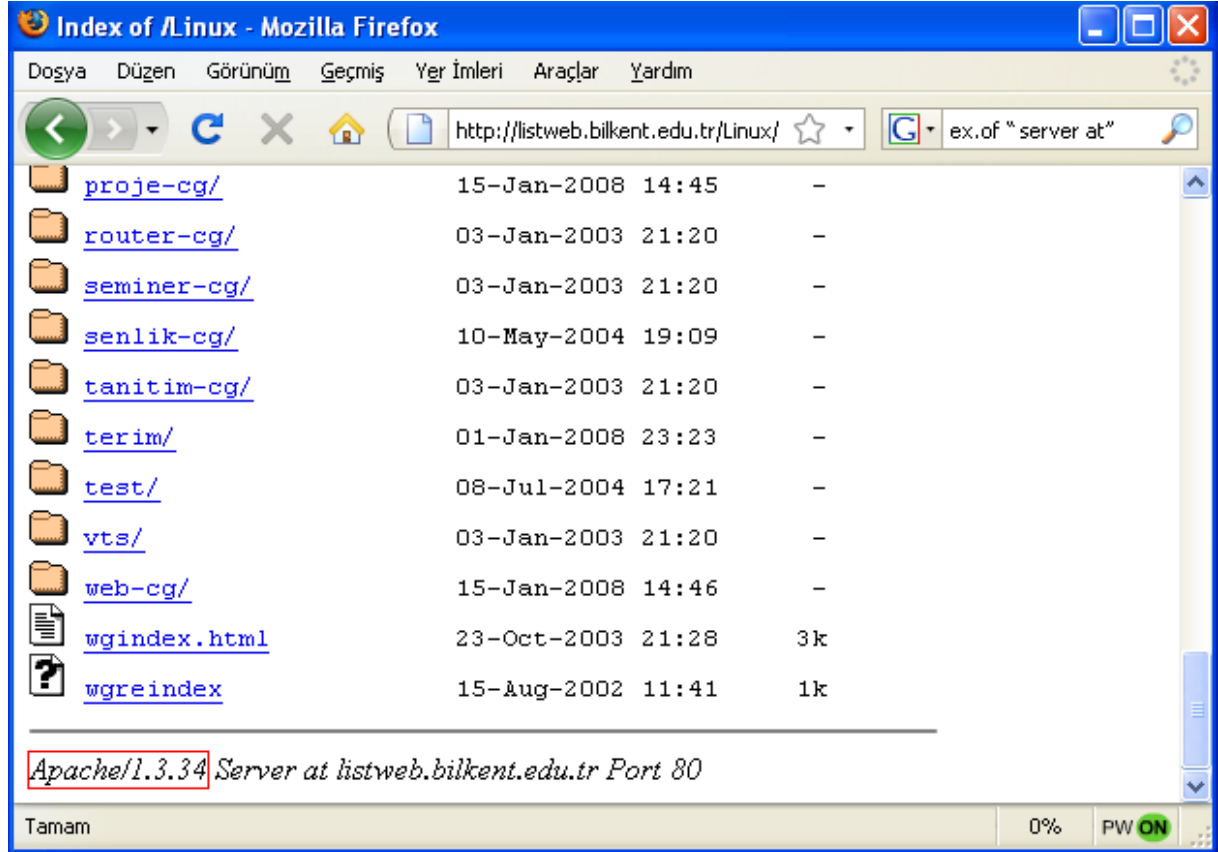 Index of /Linux - Mozilla Firefox
Dosya Düzen Görünüm Geçmiş Yer İmleri Araçlar Yardım
http://listweb.bilkent.edu.tr/Linux/ G ex.of “ server at”
proje-cg/ 15-Jan-2008 14:45 -
router-cg/ 03-Jan-2003 21:20 -
seminer-cg/ 03-Jan-2003 21:20 -
senlik-cg/ 10-May-2004 19:09 -
tanitim-cg/ 03-Jan-2003 21:20 -
terim/ 01-Jan-2008 23:23 -
test/ 08-Jul-2004 17:21 -
vts/ 03-Jan-2003 21:20 -
web-cg/ 15-Jan-2008 14:46 -
wgindex.html 23-Oct-2003 21:28 3k
wgreindex 15-Aug-2002 11:41 1k
Apache/1.3.34 Server at listweb.bilkent.edu.tr Port 80
Tamam 0% PW ON